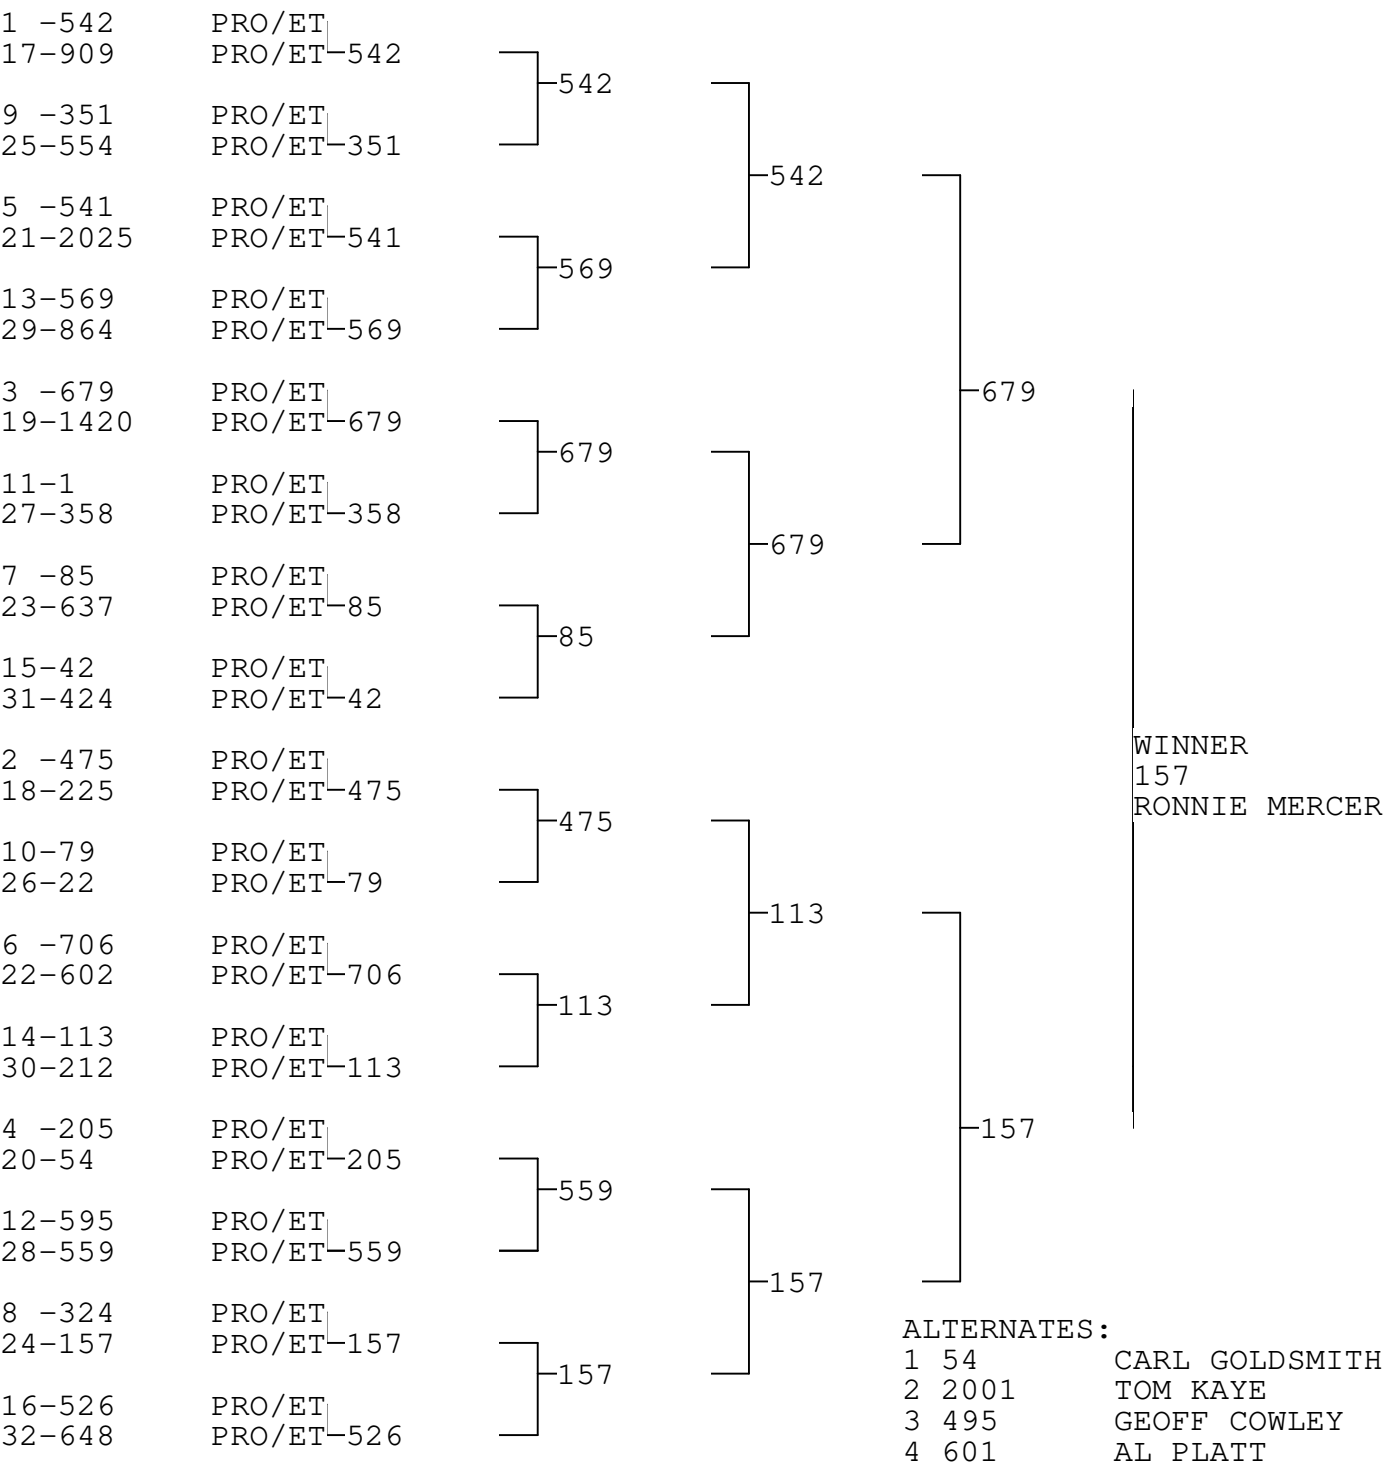 1 -542 PRO/ET
17-909 PRO/ET 542
542
9 -351 PRO/ET
25-554 PRO/ET 351
542
5 -541 PRO/ET
21-2025 PRO/ET 541
569
13-569 PRO/ET
29-864 PRO/ET 569
3 -679 PRO/ET 679
19-1420 PRO/ET 679
679
11-1 PRO/ET
27-358 PRO/ET 358
679
7 -85 PRO/ET
23-637 PRO/ET 85
85
15-42 PRO/ET
31-424 PRO/ET 42
WINNER
2 -475 PRO/ET 157
18-225 PRO/ET 475
RONNIE MERCER
475
10-79 PRO/ET
26-22 PRO/ET 79
113
6 -706 PRO/ET
22-602 PRO/ET 706
113
14-113 PRO/ET
30-212 PRO/ET 113
4 -205 PRO/ET 157
20-54 PRO/ET 205
559
12-595 PRO/ET
28-559 PRO/ET 559
157
8 -324 PRO/ET
24-157 PRO/ET 157
157
16-526 PRO/ET
32-648 PRO/ET 526
ALTERNATES:
1 54 CARL GOLDSMITH
2 2001 TOM KAYE
3 495 GEOFF COWLEY
4 601 AL PLATT